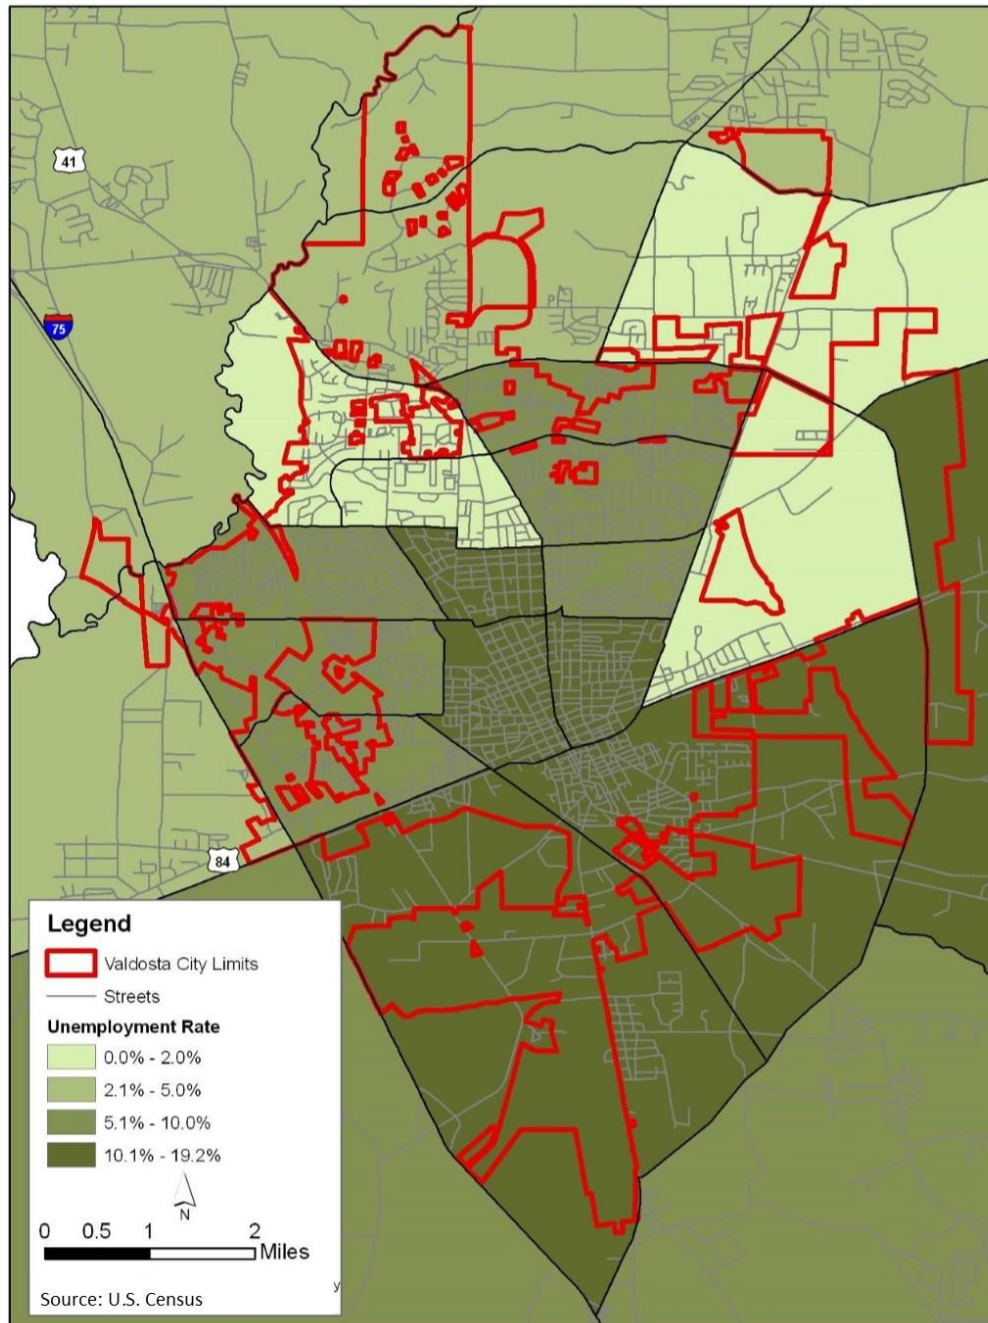 41
75
84
Legend
Valdosta City Limits
Streets
Unemployment Rate
0.0% - 2.0%
2.1% - 5.0%
5.1% - 10.0%
10.1% - 19.2%
N
0 0.5 1 2
Miles
y
Source: U.S. Census